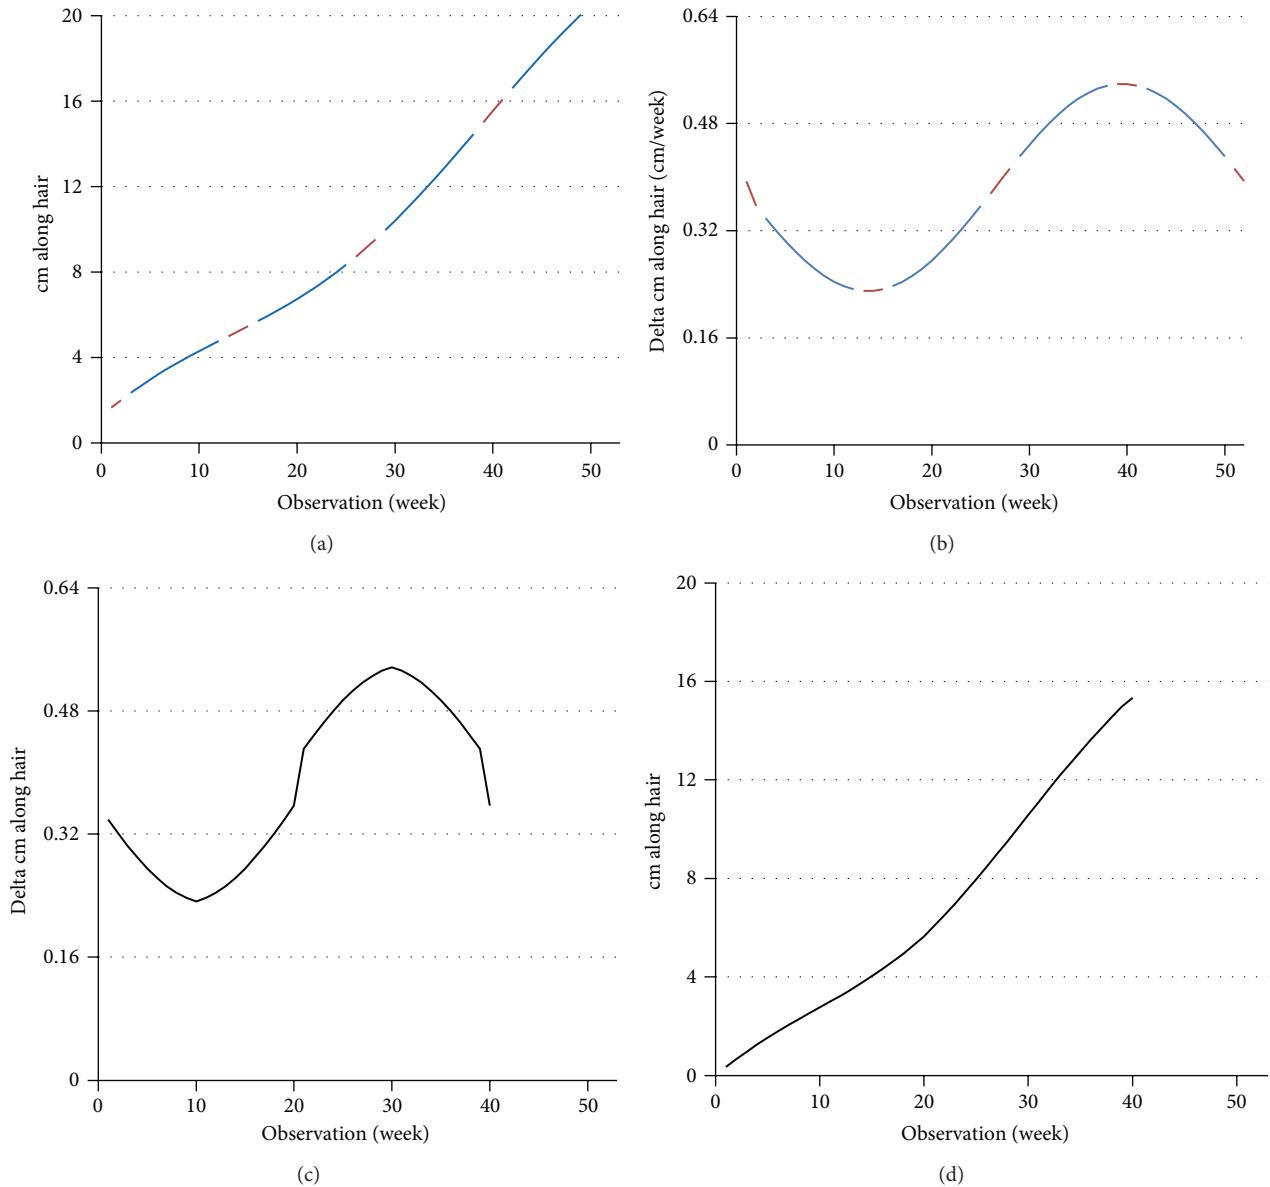 20
16
12
8
4
0
cm along hair
0 10 20 30 40 50
Observation (week)
(a)
0.64
0.48
0.32
0.16
0
Delta cm along hair (cm/week)
0 10 20 30 40 50
Observation (week)
(b)
0.64
0.48
0.32
0.16
0
Delta cm along hair
0 10 20 30 40 50
Observation (week)
(c)
20
16
12
8
4
0
cm along hair
0 10 20 30 40 50
Observation (week)
(d)